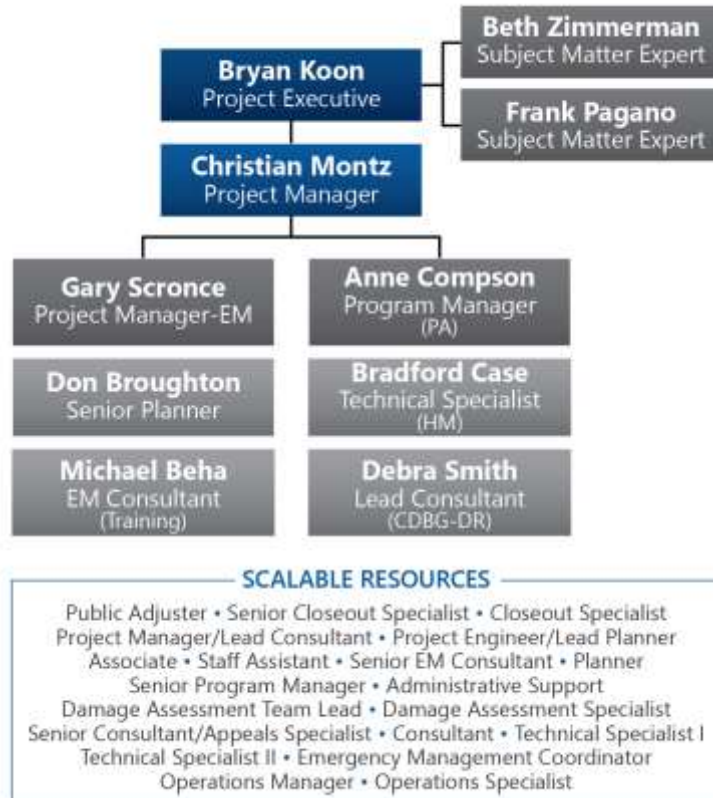 Beth Zimmerman
Subject Matter Expert
Bryan Koon
Project Executive
Frank Pagano
Subject Matter Expert
Christian Montz
Project Manager
Gary Scronce
Project Manager-EM
Anne Compson
Program Manager
(PA)
Don Broughton
Senior Planner
Bradford Case
Technical Specialist
(HM)
Michael Beha
EM Consultant
(Training)
Debra Smith
Lead Consultant
(CDBG-DR)
SCALABLE RESOURCES
Public Adjuster • Senior Closeout Specialist • Closeout Specialist
Project Manager/Lead Consultant • Project Engineer/Lead Planner
Associate • Staff Assistant • Senior EM Consultant • Planner
Senior Program Manager • Administrative Support
Damage Assessment Team Lead • Damage Assessment Specialist
Senior Consultant/Appeals Specialist • Consultant • Technical Specialist I
Technical Specialist II • Emergency Management Coordinator
Operations Manager • Operations Specialist